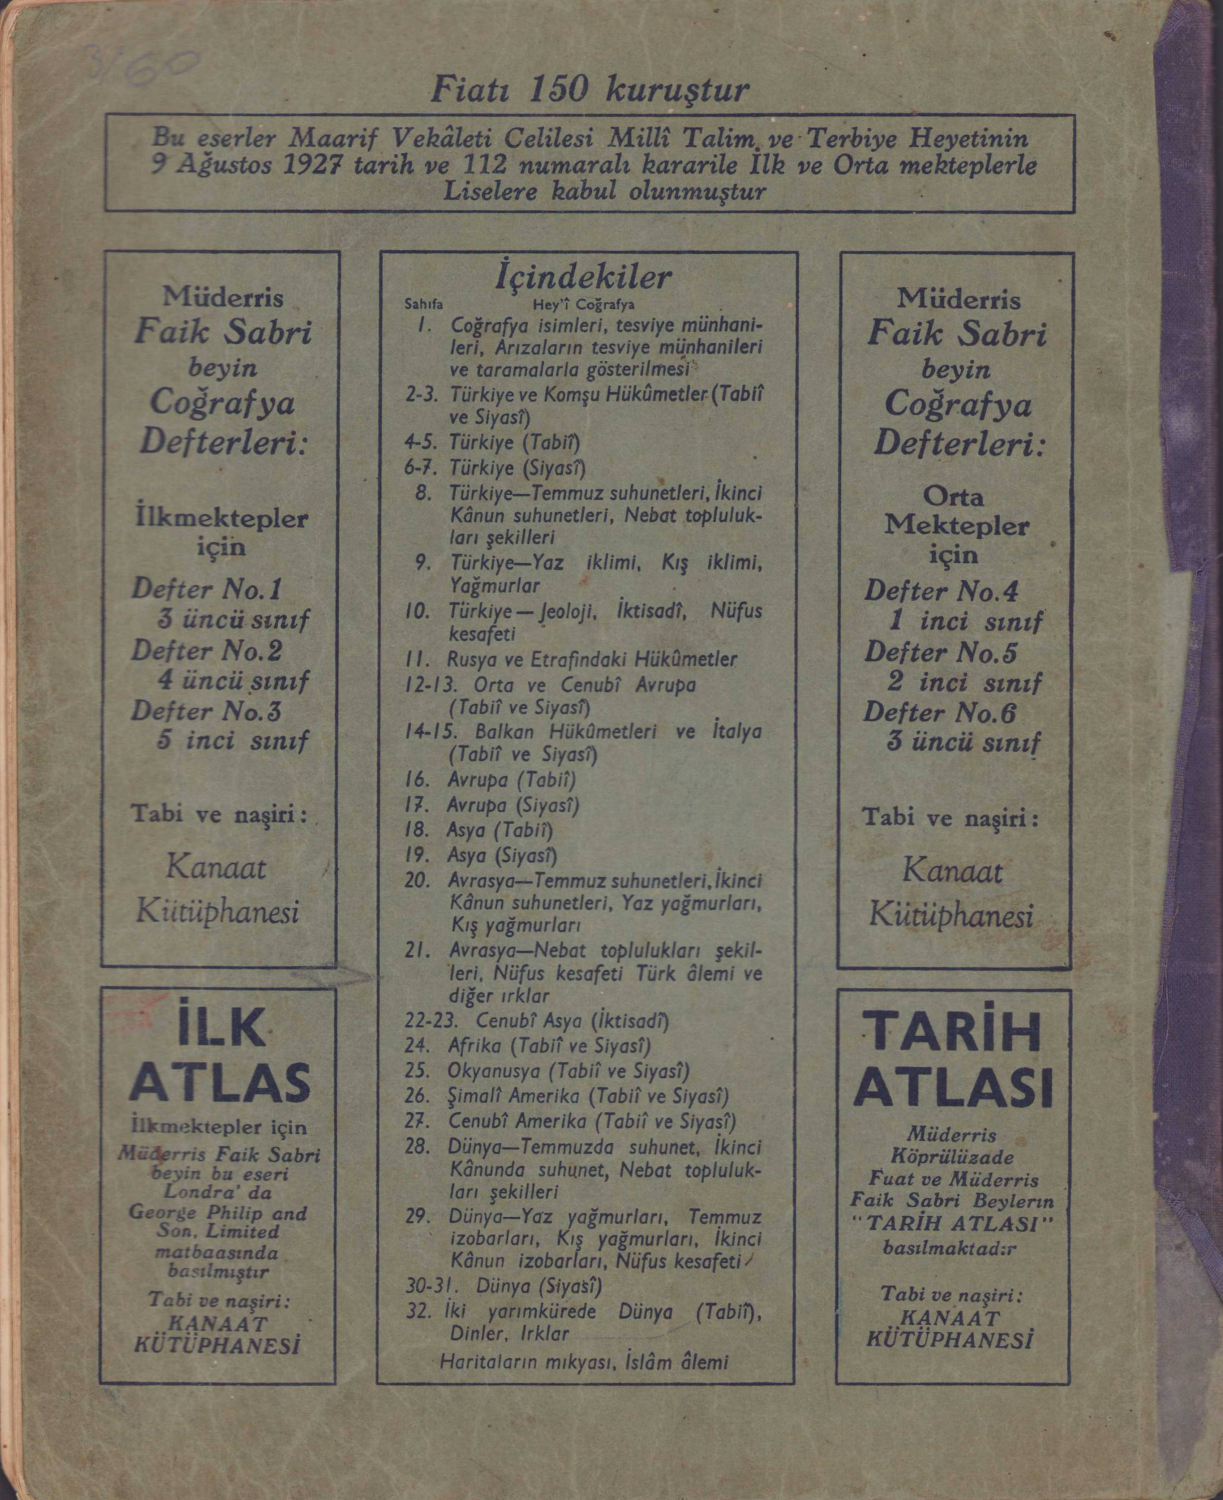 3160
Fiatı 150 kuruştur
Bu eserler Maarif Vekâleti Celilesi Millî Talim ve Terbiye Heyetinin
9 Ağustos 1927 tarih ve 112 numaralı kararile İlk ve Orta mekteplerle
Liselere kabul olunmuştur
Müderris
Faik Sabri
beyin
Coğrafya
Defterleri:
İlkmektepler
için
Defter No.1
3 üncü sınıf
Defter No.2
4 üncü sınıf
Defter No.3
5 inci sınıf
Tabi ve naşiri:
Kanaat
Kütüphanesi
İLK
ATLAS
İlkmektepler için
Müderris Faik Sabri
beyin bu eseri
Londra' da
George Philip and
Son, Limited
matbaasında
basılmıştır
Tabi ve naşiri:
KANAAT
KÜTÜPHANESİ
İçindekiler
Sahıfa Hey'î Coğrafya
1. Coğrafya isimleri, tesviye münhani-
leri, Arızaların tesviye münhanileri
ve taramalarla gösterilmesi
2-3. Türkiye ve Komşu Hükûmetler (Tabiî
ve Siyasî)
4-5. Türkiye (Tabiî)
6-7. Türkiye (Siyasî)
8. Türkiye—Temmuz suhunetleri, İkinci
Kânun suhunetleri, Nebat topluluk-
ları şekilleri
9. Türkiye—Yaz iklimi, Kış iklimi,
Yağmurlar
10. Türkiye—Jeoloji, İktisadî, Nüfus
kesafeti
11. Rusya ve Etrafindaki Hükûmetler
12-13. Orta ve Cenubî Avrupa
(Tabiî ve Siyasî)
14-15. Balkan Hükûmetleri ve İtalya
(Tabiî ve Siyasî)
16. Avrupa (Tabiî)
17. Avrupa (Siyasî)
18. Asya (Tabiî)
19. Asya (Siyasî)
20. Avrasya—Temmuz suhunetleri, İkinci
Kânun suhunetleri, Yaz yağmurları,
Kış yağmurları
21. Avrasya—Nebat toplulukları şekil-
leri, Nüfus kesafeti Türk âlemi ve
diğer ırklar
22-23. Cenubî Asya (İktisadî)
24. Afrika (Tabiî ve Siyasî)
25. Okyanusya (Tabiî ve Siyasî)
26. Şimalî Amerika (Tabiî ve Siyasî)
27. Cenubî Amerika (Tabiî ve Siyasî)
28. Dünya—Temmuzda suhunet, İkinci
Kânunda suhunet, Nebat topluluk-
ları şekilleri
29. Dünya—Yaz yağmurları, Temmuz
izobarları, Kış yağmurları, İkinci
Kânun izobarları, Nüfus kesafeti
30-31. Dünya (Siyasî)
32. İki yarımkürede Dünya (Tabiî),
Dinler, Irklar
Haritaların mıkyası, İslâm âlemi
Müderris
Faik Sabri
beyin
Coğrafya
Defterleri:
Orta
Mektepler
için
Defter No.4
1 inci sınıf
Defter No.5
2 inci sınıf
Defter No.6
3 üncü sınıf
Tabi ve naşiri:
Kanaat
Kütüphanesi
TARİH
ATLASI
Müderris
Köprülüzade
Fuat ve Müderris
Faik Sabri Beylerın
"TARİH ATLASI"
basılmaktadır
Tabi ve naşiri:
KANAAT
KÜTÜPHANESİ